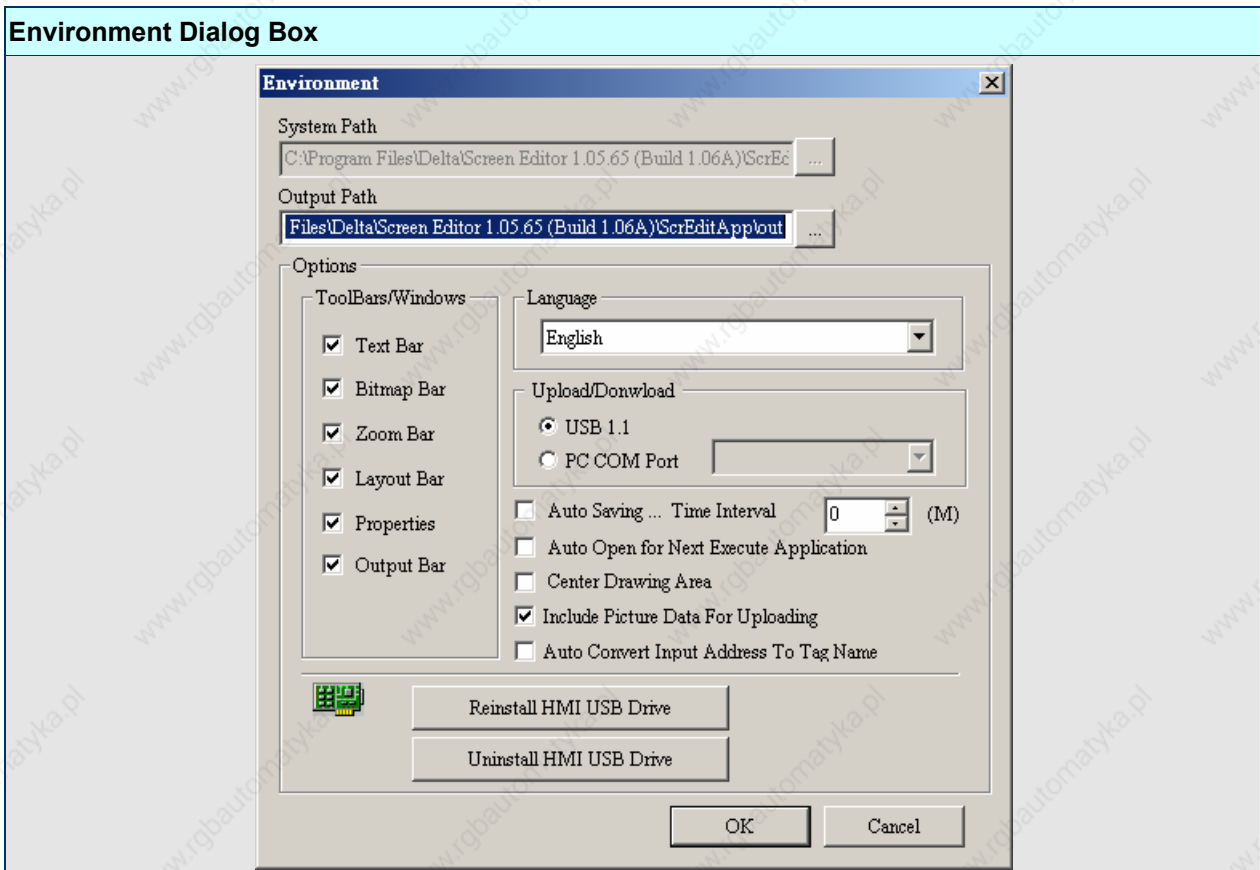 Environment Dialog Box
Environment
System Path
C:\Program Files\Delta\Screen Editor 1.05.65 (Build 1.06A)\ScrEd
...
Output Path
Files\Delta\Screen Editor 1.05.65 (Build 1.06A)\ScrEditApp\out
...
Options
ToolBars/Windows
Text Bar
Bitmap Bar
Zoom Bar
Layout Bar
Properties
Output Bar
Language
English
Upload/Donwload
USB 1.1
PC COM Port
Auto Saving ... Time Interval 0 (M)
Auto Open for Next Execute Application
Center Drawing Area
Include Picture Data For Uploading
Auto Convert Input Address To Tag Name
Reinstall HMI USB Drive
Uninstall HMI USB Drive
OK Cancel
www.rgbautomatyka.pl